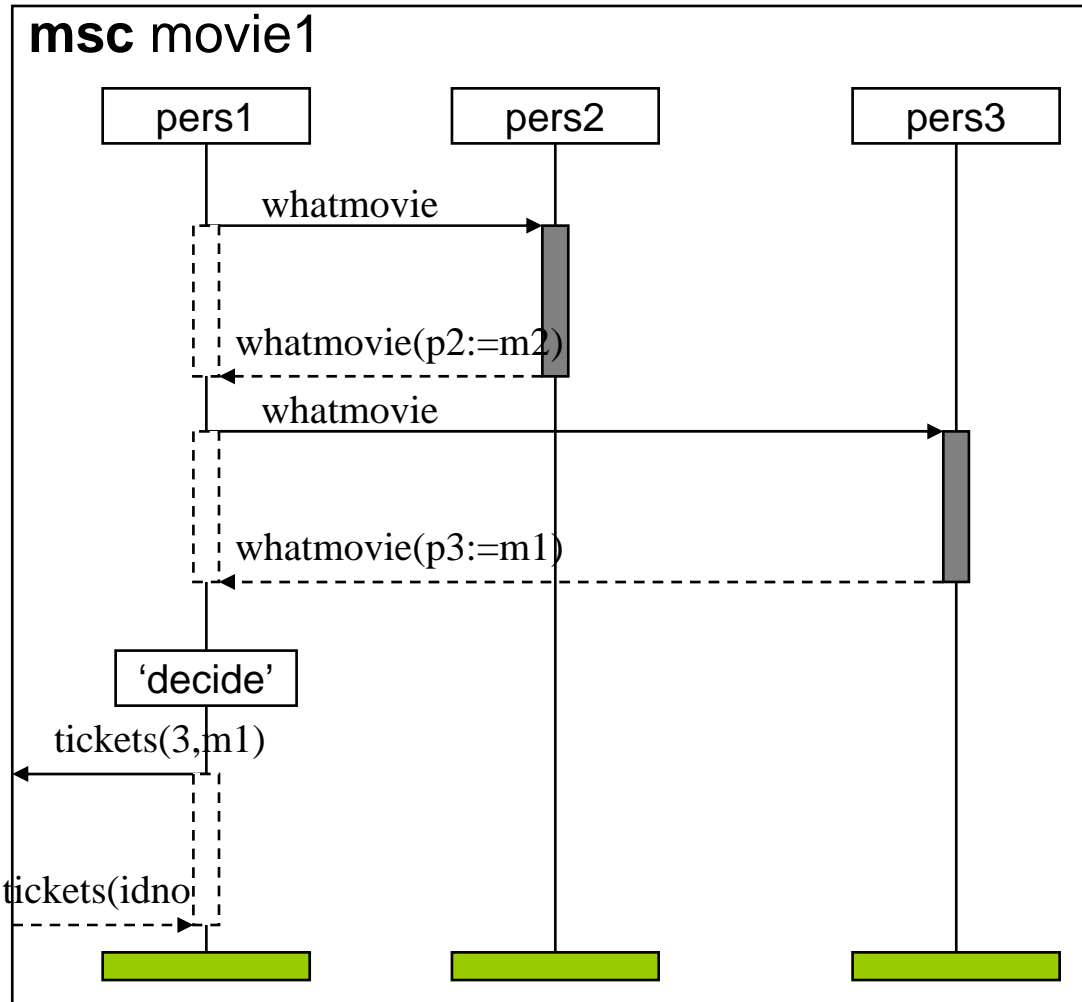 msc movie1
pers1 pers2 pers3
whatmovie
whatmovie(p2:=m2)
whatmovie
whatmovie(p3:=m1)
‘decide’
tickets(3,m1)
tickets(idno